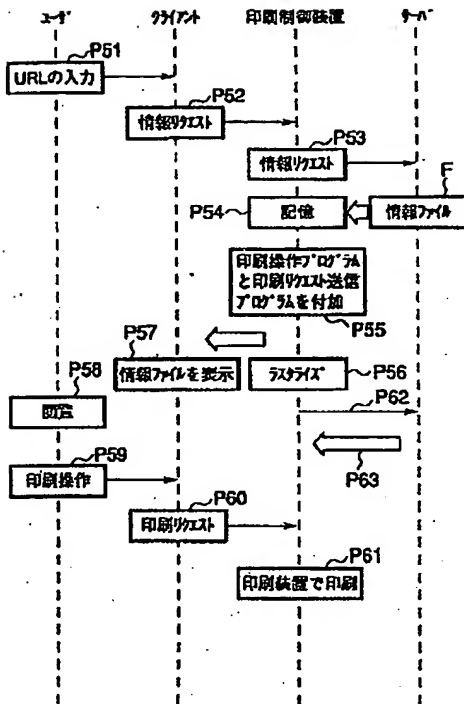 ユーザ クライアント 印刷制御装置 サーバ
P51
URLの入力
P52
情報リクエスト
P53
情報リクエスト
F
P54
記憶
情報ファイル
印刷操作プログラム
と印刷リクエスト送信
プログラムを付加
P55
P57
情報ファイルを表示
ラスタライズ
P56
P58
P62
P63
P59
印刷操作
P60
印刷リクエスト
P61
印刷装置で印刷